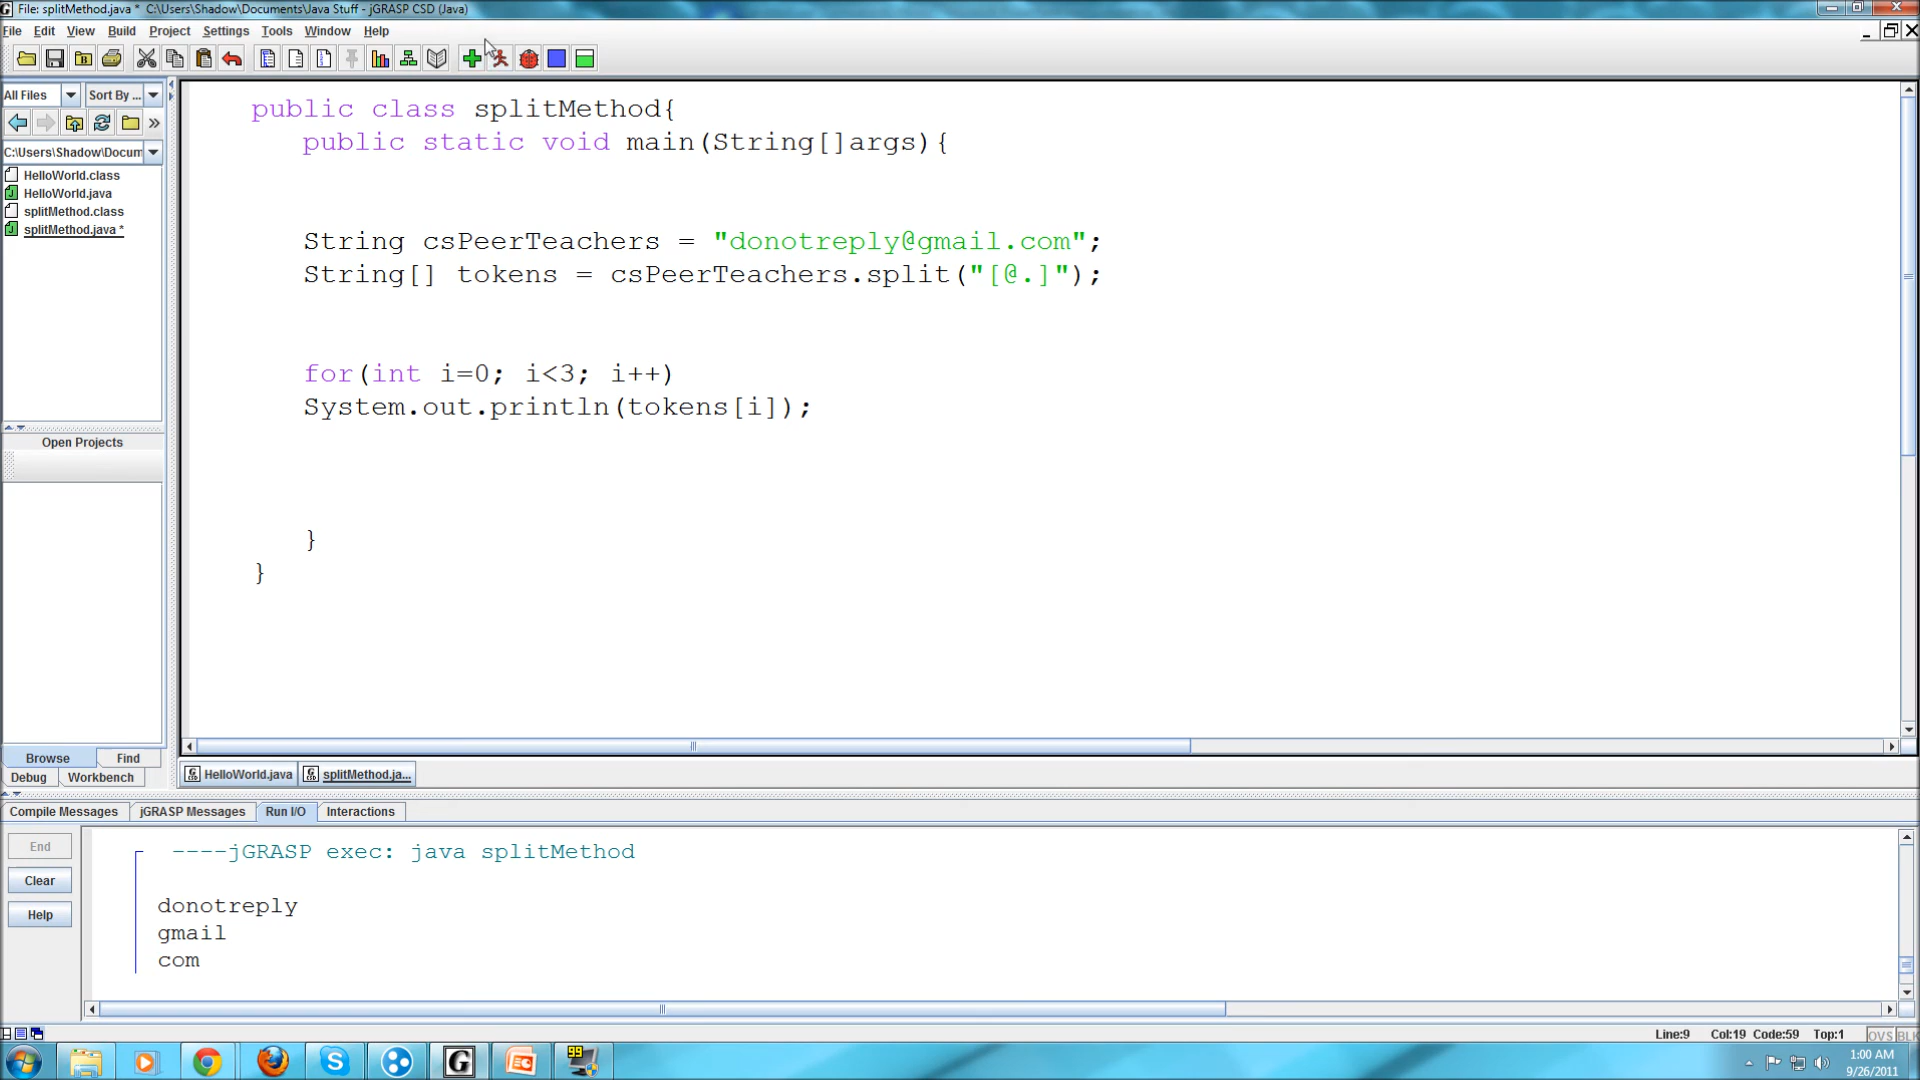 File: splitMethod.java *  C:\Users\Shadow\Documents\Java Stuff - jGRASP CSD (Java)
File Edit View Build Project Settings Tools Window Help
All Files Sort By ...
C:\Users\Shadow\Docum
HelloWorld.class
HelloWorld.java
splitMethod.class
splitMethod.java *
Open Projects
Browse Find
Debug Workbench
public class splitMethod{
public static void main(String[]args){
String csPeerTeachers = "donotreply@gmail.com";
String[] tokens = csPeerTeachers.split("[@.]");
for(int i=0; i<3; i++)
System.out.println(tokens[i]);
}
}
HelloWorld.java splitMethod.ja...
Compile Messages jGRASP Messages Run I/O Interactions
End
Clear
Help
----jGRASP exec: java splitMethod
donotreply
gmail
com
Line:9 Col:19 Code:59 Top:1 OVS BLK
99
1:00 AM
9/26/2011